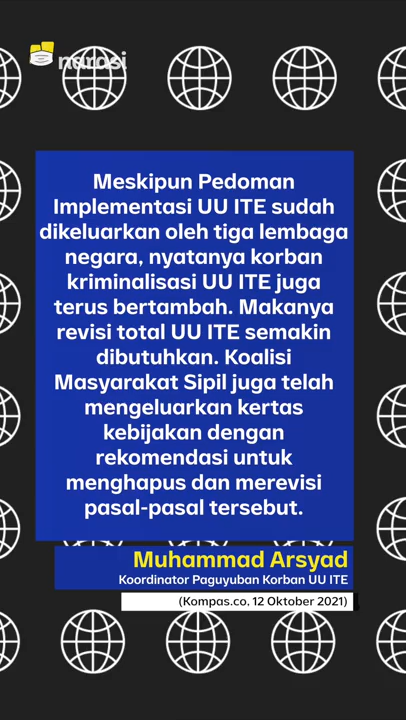 narasi
Meskipun Pedoman
Implementasi UU ITE sudah
dikeluarkan oleh tiga lembaga
negara, nyatanya korban
kriminalisasi UU ITE juga
terus bertambah. Makanya
revisi total UU ITE semakin
dibutuhkan. Koalisi
Masyarakat Sipil juga telah
mengeluarkan kertas
kebijakan dengan
rekomendasi untuk
menghapus dan merevisi
pasal-pasal tersebut.
Muhammad Arsyad
Koordinator Paguyuban Korban UU ITE
(Kompas.co. 12 Oktober 2021)